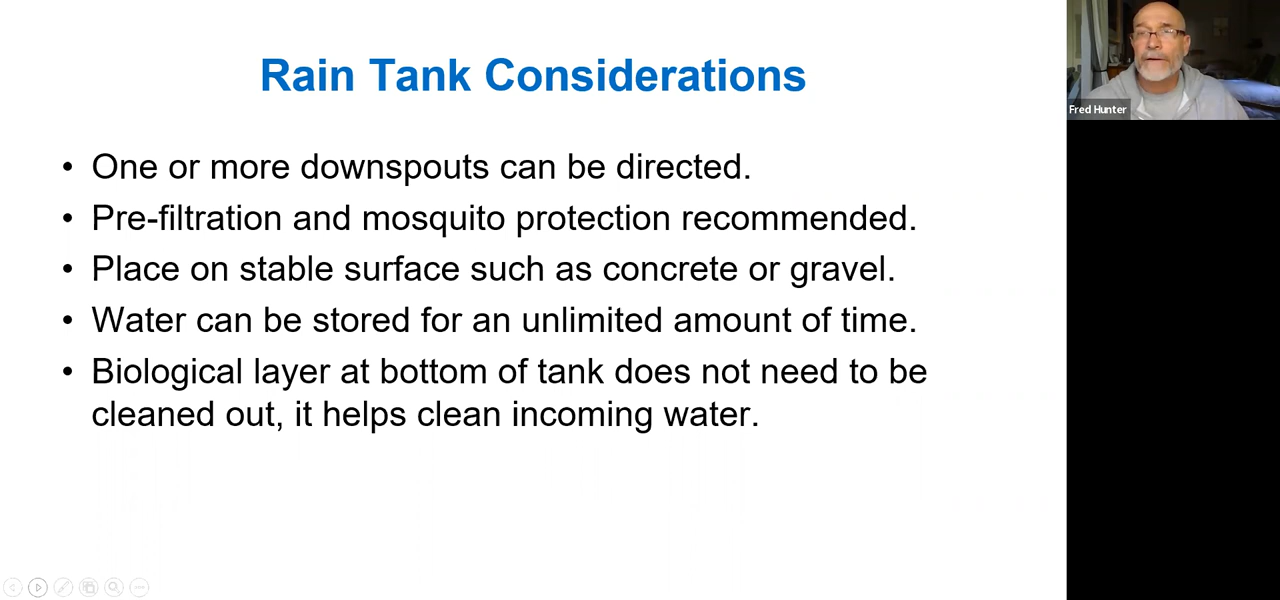 Rain Tank Considerations
Fred Hunter
• One or more downspouts can be directed.
• Pre-filtration and mosquito protection recommended.
• Place on stable surface such as concrete or gravel.
• Water can be stored for an unlimited amount of time.
• Biological layer at bottom of tank does not need to be
cleaned out, it helps clean incoming water.